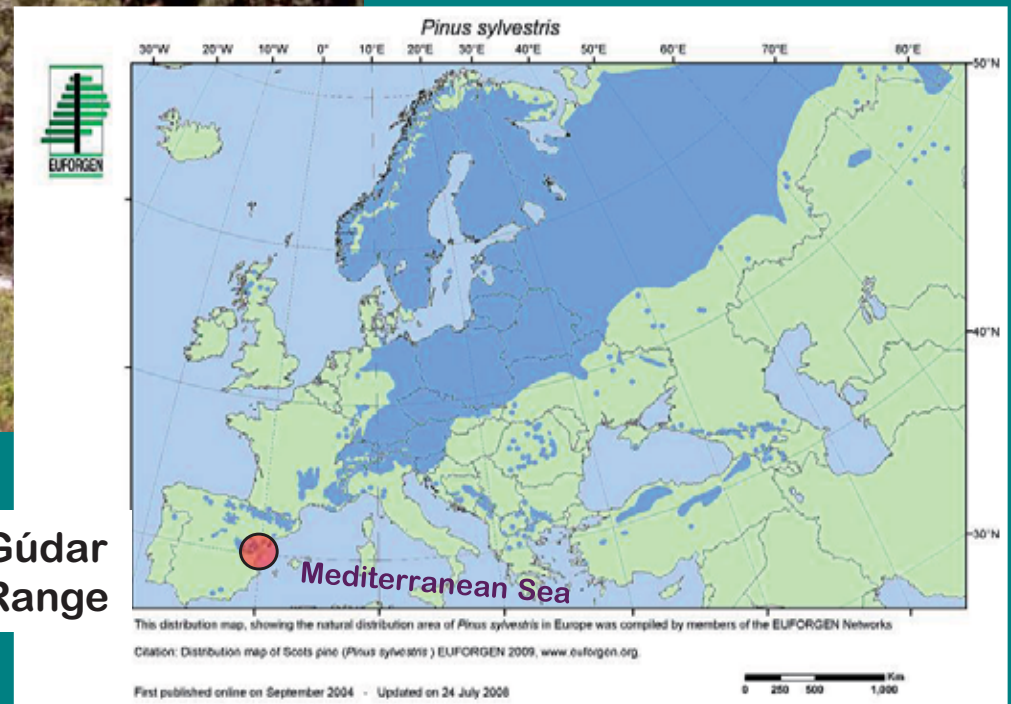 Pinus sylvestris
30°W 20°W 10°W 0° 10°E 20°E 30°E 40°E 50°E 60°E 70°E 80°E
EUFORGEN
50°N
40°N
30°N
Gúdar
Range
Mediterranean Sea
This distribution map, showing the natural distribution area of Pinus sylvestris in Europe was compiled by members of the EUFORGEN Networks
Citation: Distribution map of Scots pine (Pinus sylvestris ) EUFORGEN 2009, www.euforgen.org.
First published online on September 2004 - Updated on 24 July 2008
Km
0 250 500 1,000